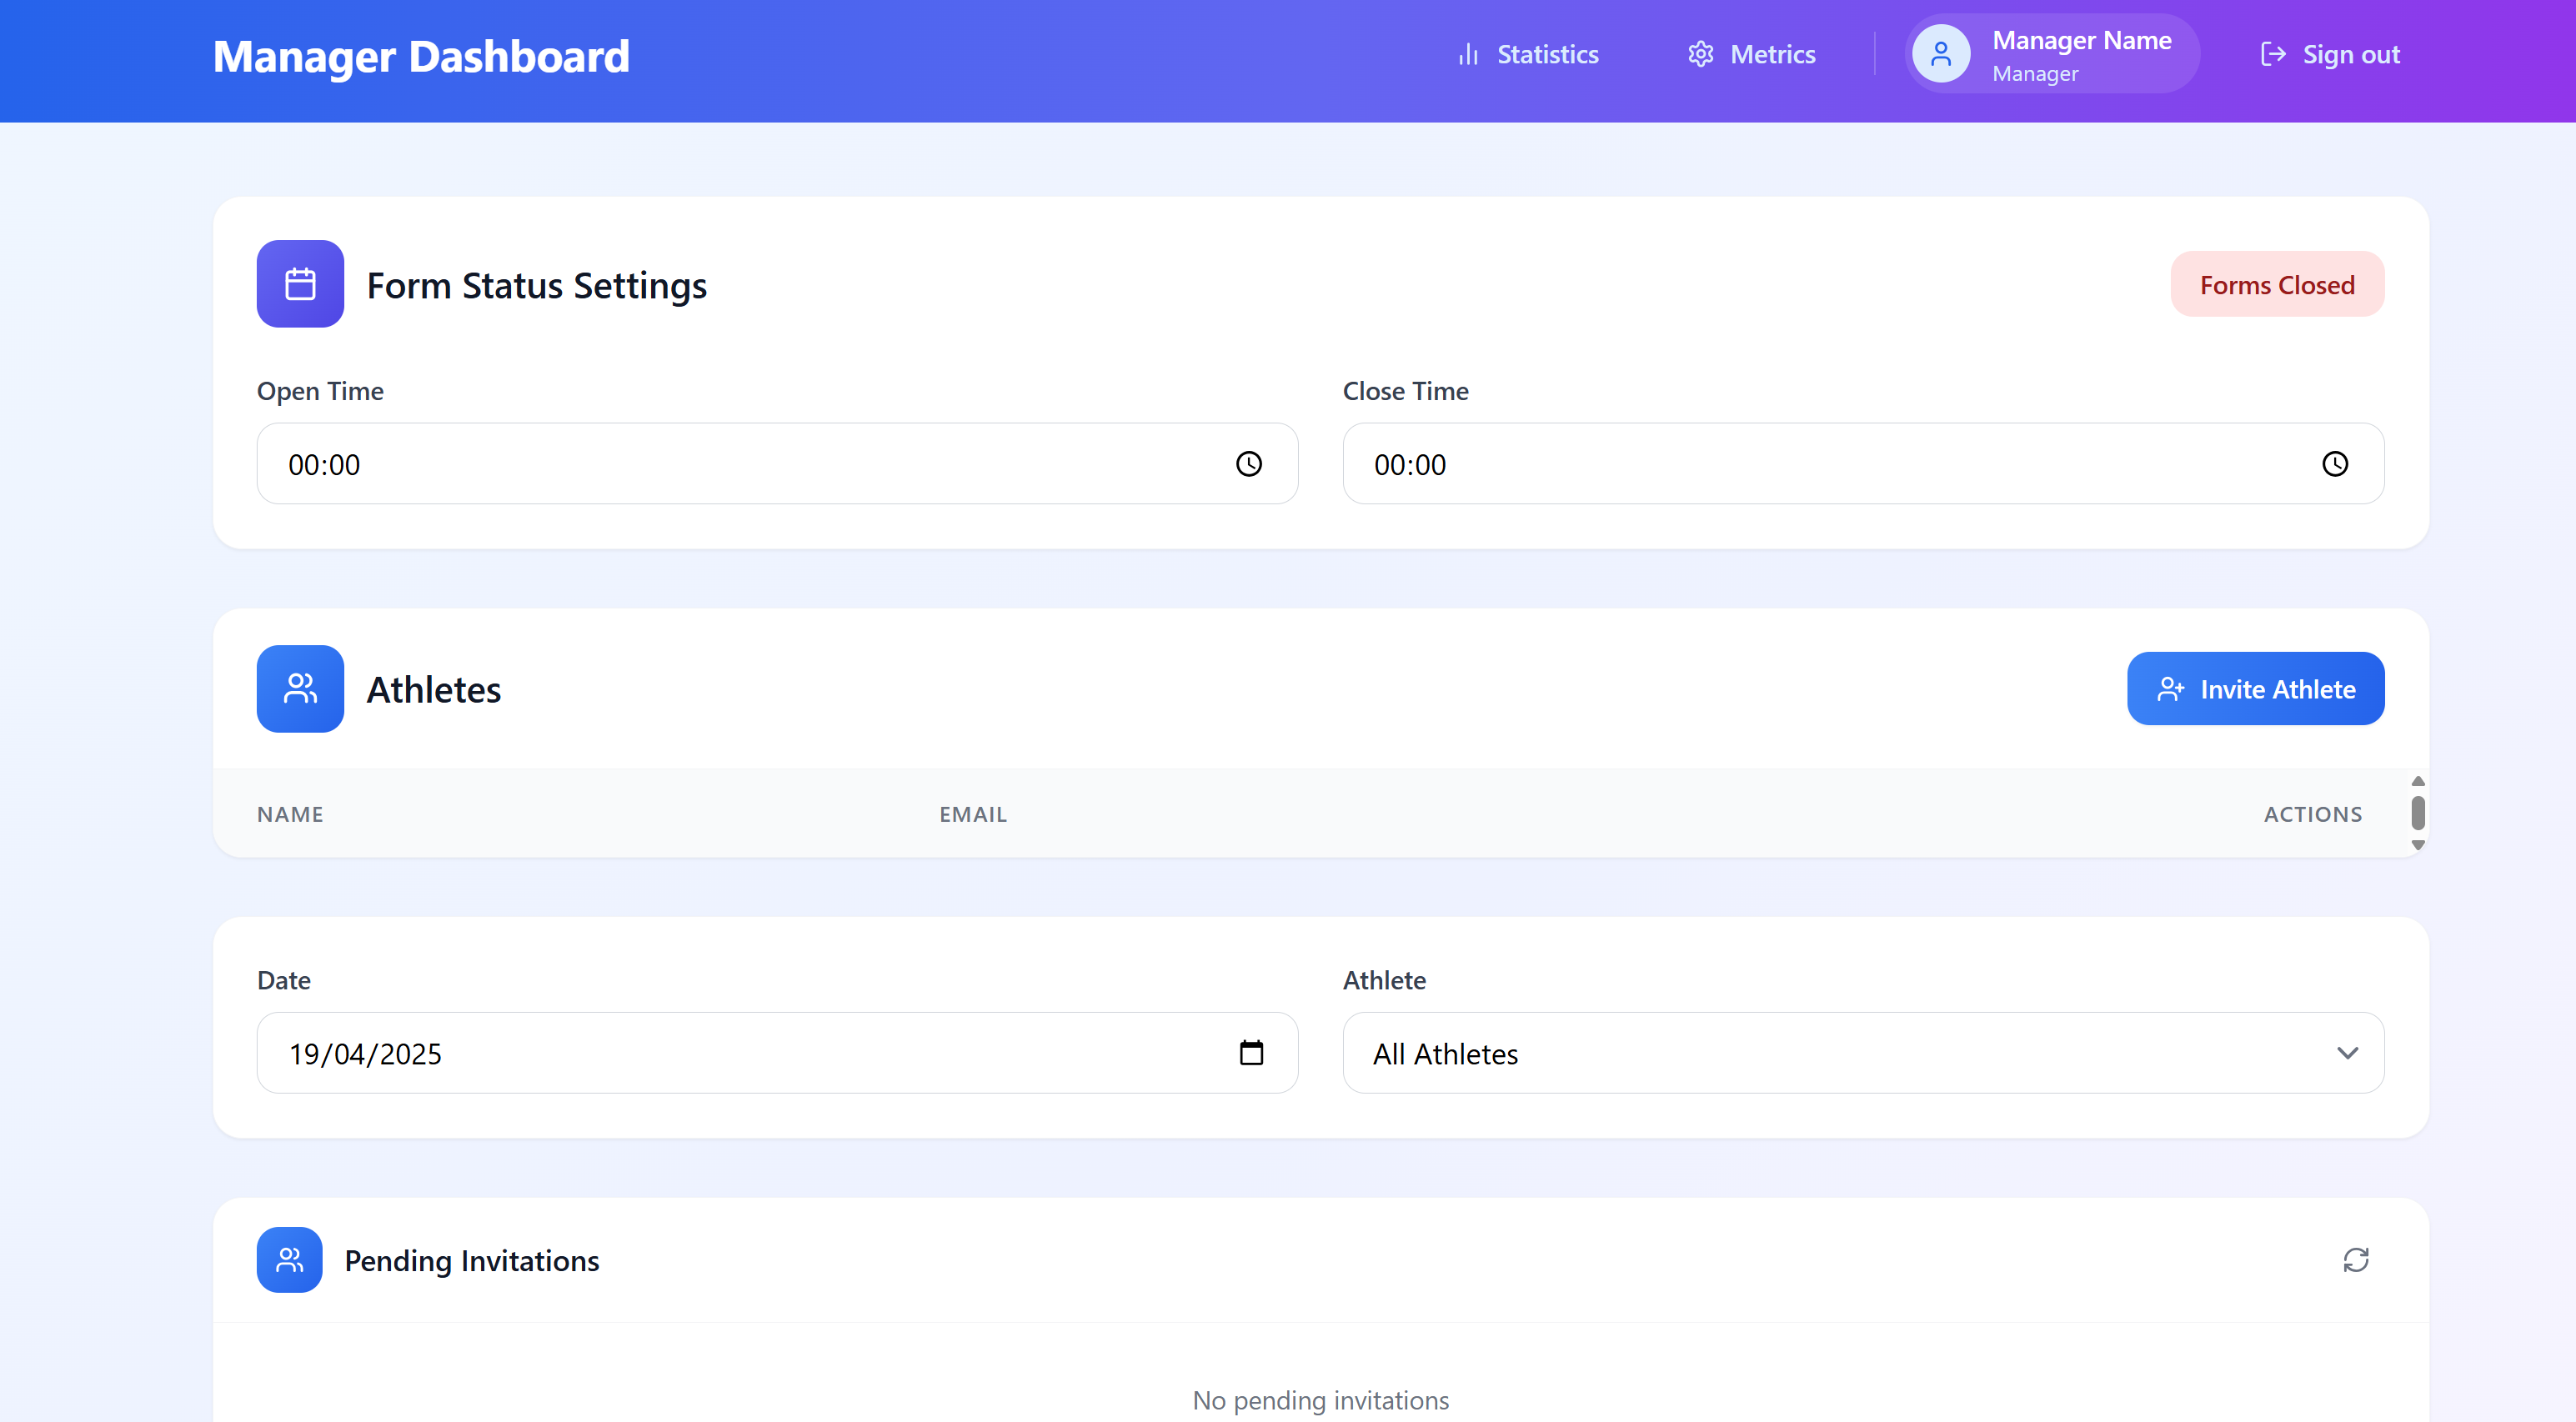 Manager Dashboard
Statistics
Metrics
Manager Name
Manager
Sign out
Form Status Settings
Forms Closed
Open Time
Close Time
00:00
00:00
Athletes
Invite Athlete
NAME
EMAIL
ACTIONS
Date
Athlete
19/04/2025
All Athletes
Pending Invitations
No pending invitations